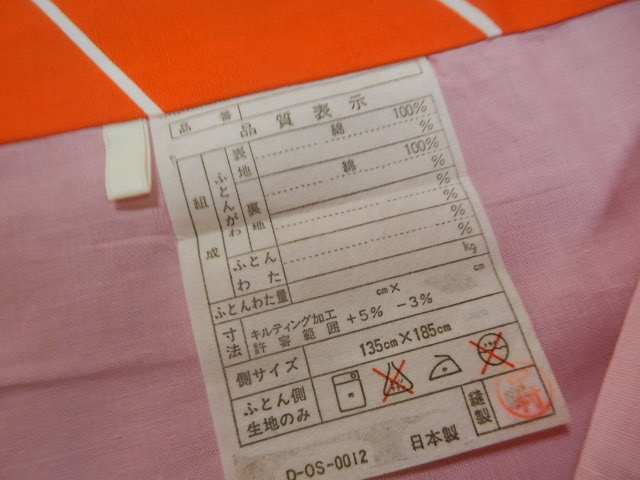 品番
品質表示
組成
ふとんがわ
表地
綿 100%
%
裏地
綿 100%
%
ふとんわた
%
%
%
ふとんわた量 kg
寸法 cm× cm
キルティング加工
許容範囲 +5% -3%
側サイズ 135cm×185cm
ふとん側
生地のみ
縫製
D-OS-0012 日本製